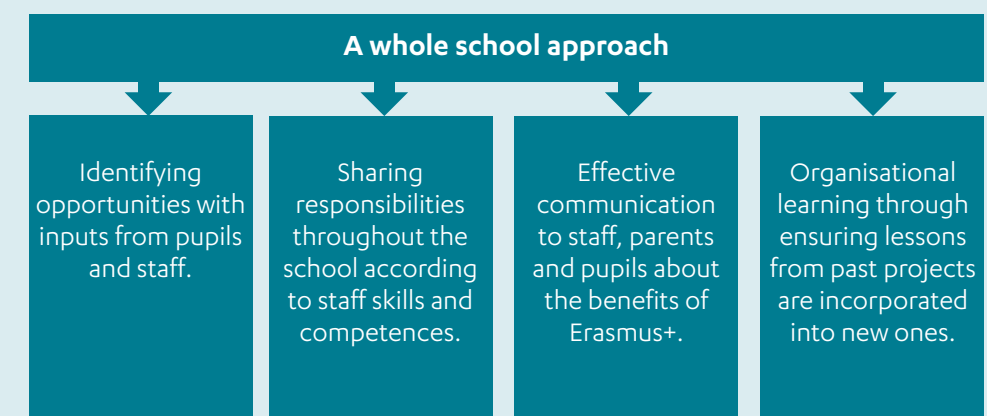 A whole school approach
Identifying
opportunities with
inputs from pupils
and staff.
Sharing
responsibilities
throughout the
school according
to staff skills and
competences.
Effective
communication
to staff, parents
and pupils about
the benefits of
Erasmus+.
Organisational
learning through
ensuring lessons
from past projects
are incorporated
into new ones.